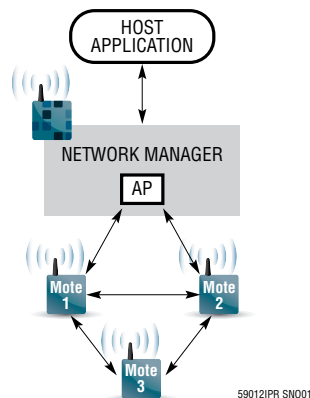 HOST
APPLICATION
NETWORK MANAGER
AP
Mote
1
Mote
2
Mote
3
59012IPR SNO01